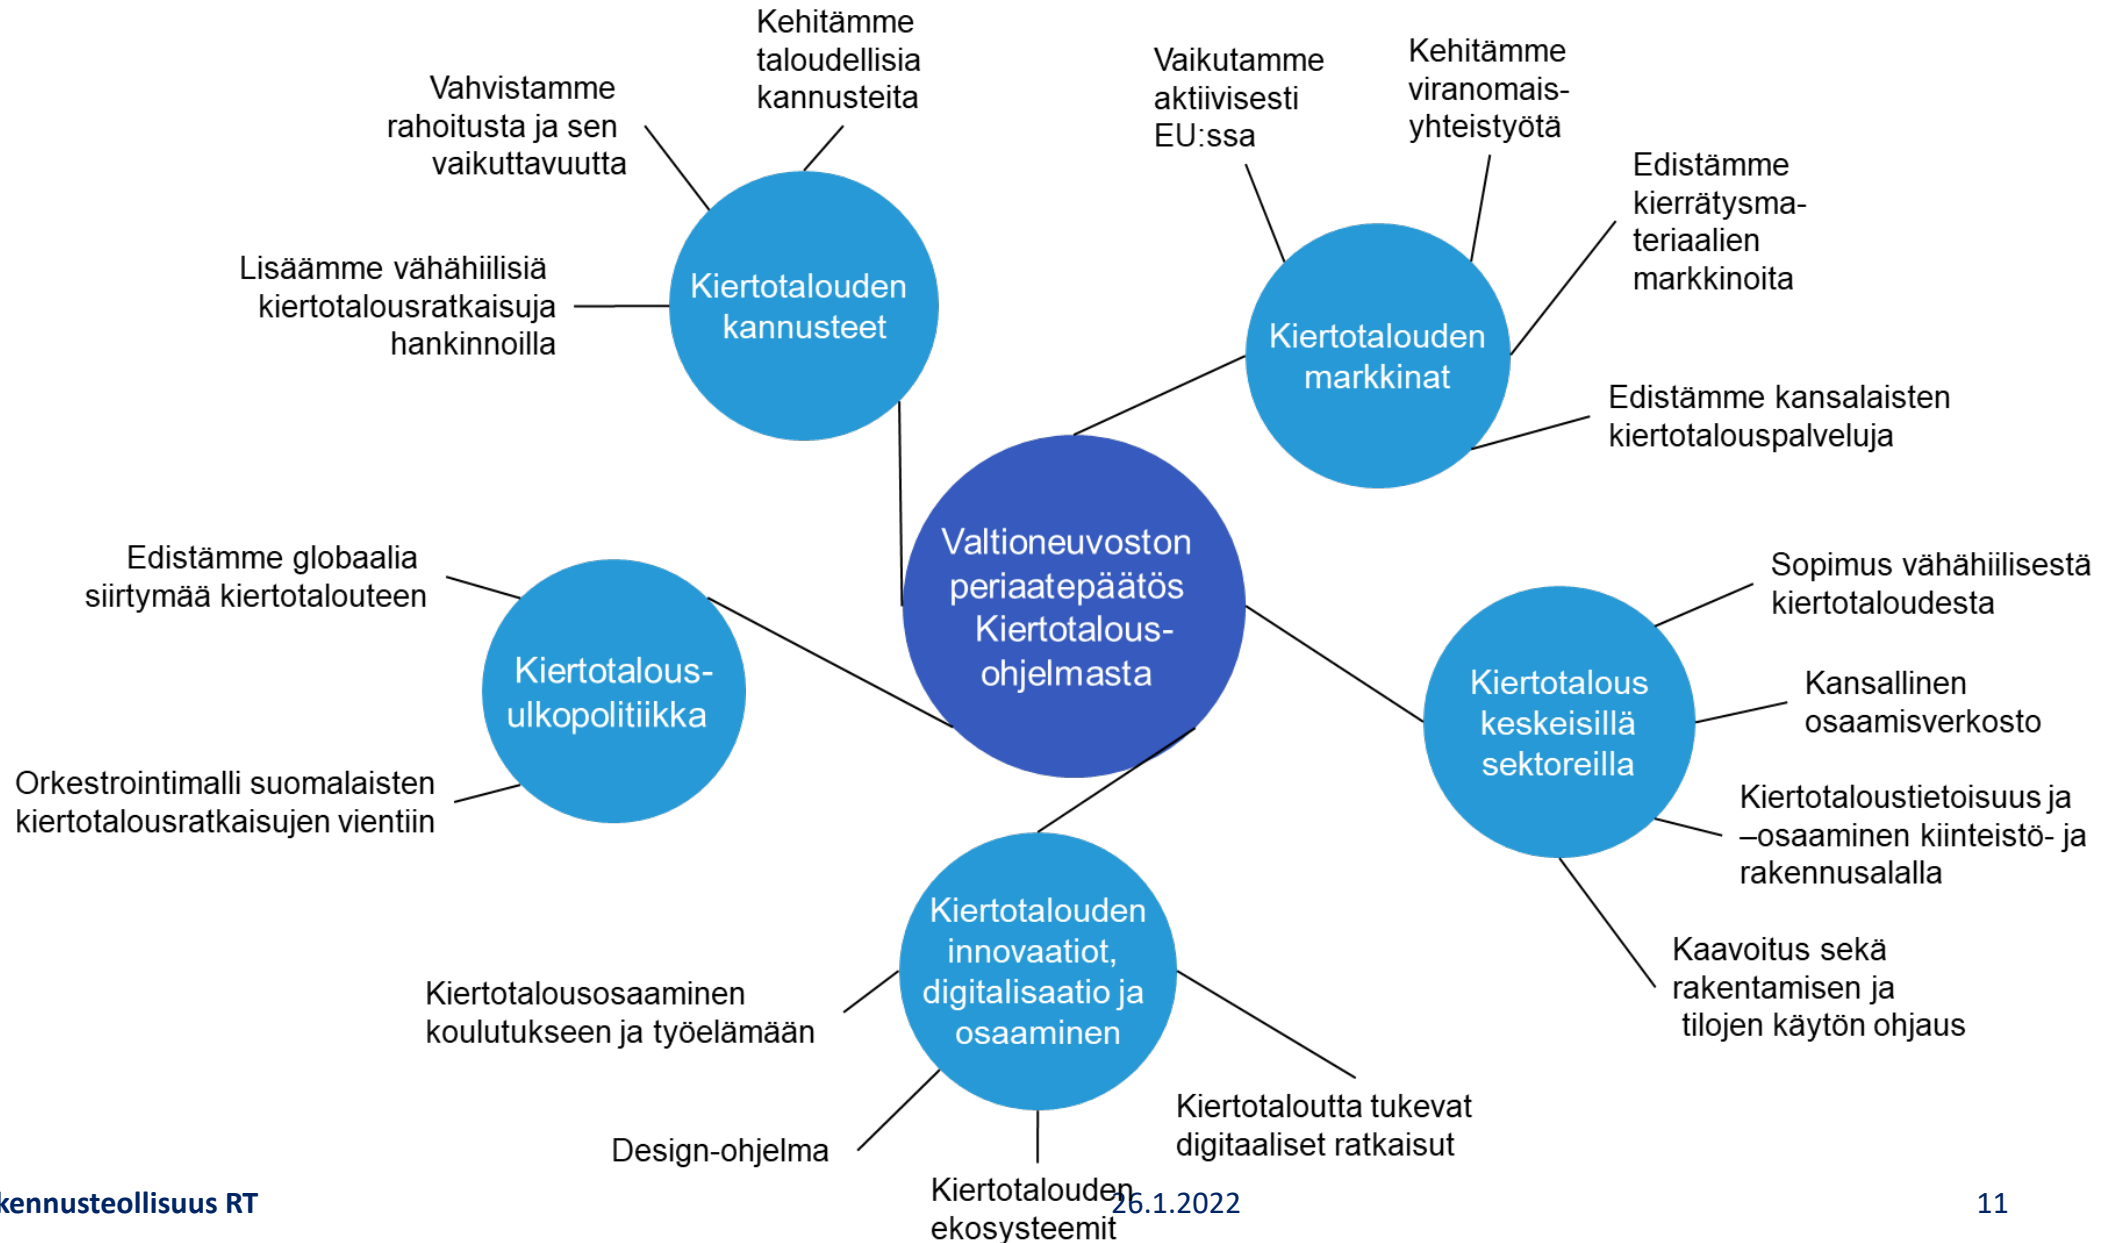 Kehitämme
taloudellisia
kannusteita
Vahvistamme
rahoitusta ja sen
vaikuttavuutta
Lisäämme vähähiilisiä
kiertotalousratkaisuja
hankinnoilla
Kiertotalouden
kannusteet
Vaikutamme
aktiivisesti
EU:ssa
Kehitämme
viranomais-
yhteistyötä
Edistämme
kierrätysma-
teriaalien
markkinoita
Kiertotalouden
markkinat
Edistämme kansalaisten
kiertotalouspalveluja
Valtioneuvoston
periaatepäätös
Kiertotalous-
ohjelmasta
Edistämme globaalia
siirtymää kiertotalouteen
Kiertotalous-
ulkopolitiikka
Orkestrointimalli suomalaisten
kiertotalousratkaisujen vientiin
Sopimus vähähiilisestä
kiertotaloudesta
Kiertotalous
keskeisillä
sektoreilla
Kansallinen
osaamisverkosto
Kiertotaloustietoisuus ja
–osaaminen kiinteistö- ja
rakennusalalla
Kaavoitus sekä
rakentamisen ja
tilojen käytön ohjaus
Kiertotalouden
innovaatiot,
digitalisaatio ja
osaaminen
Kiertotalousosaaminen
koulutukseen ja työelämään
Design-ohjelma
Kiertotalouden
ekosysteemit
Kiertotaloutta tukevat
digitaaliset ratkaisut
kennusteollisuus RT
26.1.2022
11